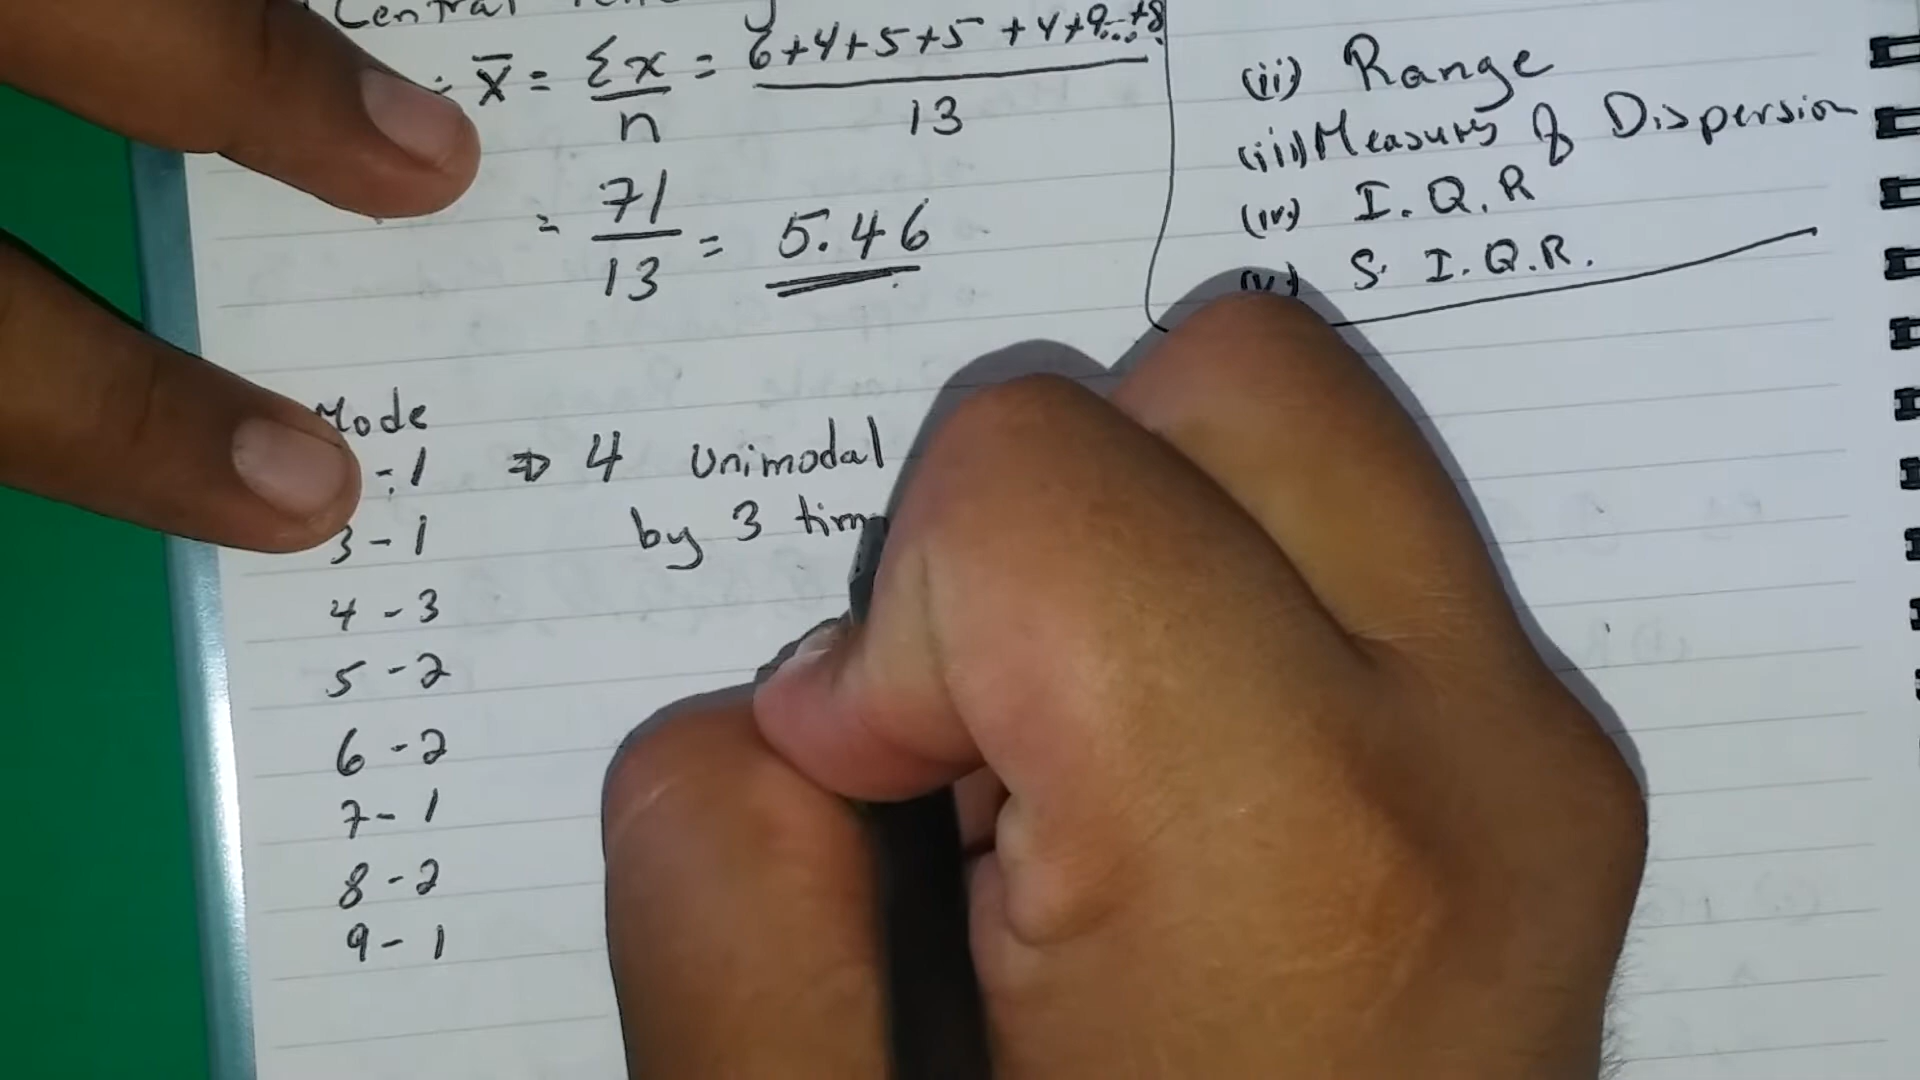 Central
x̄ = Σx = 6+4+5+5+4+9...+8
n 13
= 71 = 5.46
13
(ii) Range
(iii) Measures of Dispersion
(iv) I.Q.R
(v) S.I.Q.R.
Mode
- 1 ⇒ 4 Unimodal
3 - 1 by 3 tim
4 - 3
5 - 2
6 - 2
7 - 1
8 - 2
9 - 1